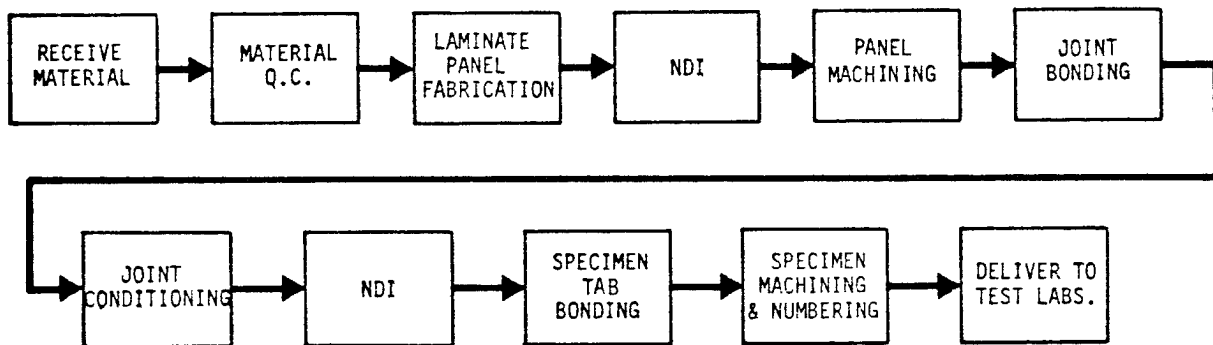 RECEIVE
MATERIAL
MATERIAL
Q.C.
LAMINATE
PANEL
FABRICATION
NDI
PANEL
MACHINING
JOINT
BONDING
JOINT
CONDITIONING
NDI
SPECIMEN
TAB
BONDING
SPECIMEN
MACHINING
& NUMBERING
DELIVER TO
TEST LABS.